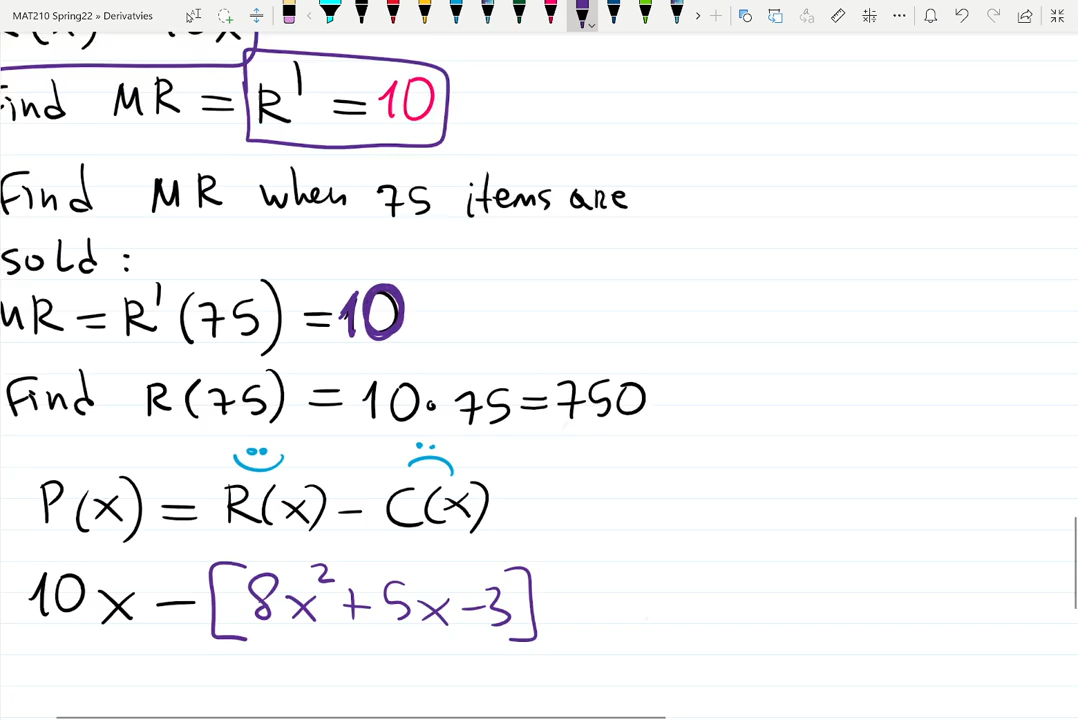 MAT210 Spring22 » Derivatvies
find MR = R' = 10
Find MR when 75 items are
sold :
MR = R'(75) = 10
Find R(75) = 10 · 75 = 750
P(x) = R(x) - C(x)
10x - [8x² + 5x - 3]